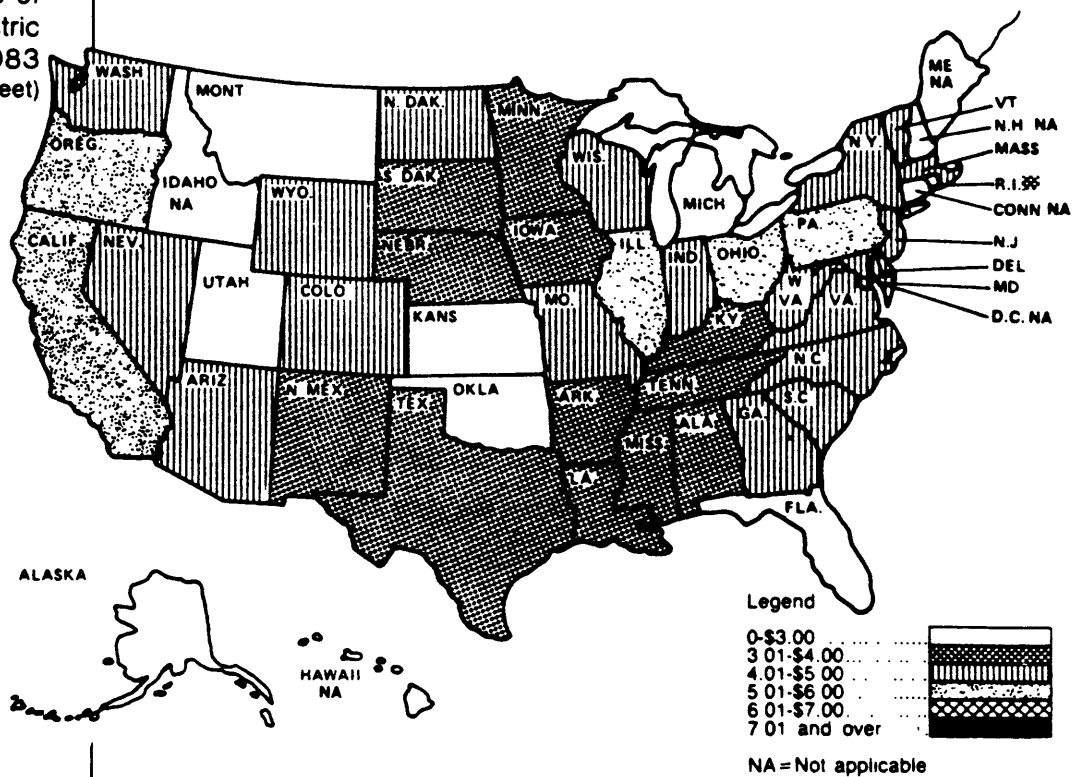 stric
983
eet)
WASH
MONT
N. DAK.
MINN.
ME
NA
VT
N.H NA
MASS
R.I.
CONN NA
N.J
DEL
MD
D.C. NA
OREG.
IDAHO
NA
WYO.
S. DAK.
WIS.
MICH
N.Y.
CALIF.
NEV.
UTAH
COLO
NEBR.
IOWA
ILL
IND
OHIO
PA.
W
VA
VA
KANS
MO.
KY
ARIZ
N MEX
TEX.
OKLA
ARK.
TENN.
N.C.
S.C
LA.
MISS
ALA
GA.
FLA.
ALASKA
HAWAII
NA
Legend
0-$3.00
3 01-$4.00
4.01-$5 00
5 01-$6 00
6 01-$7.00
7 01 and over
NA = Not applicable